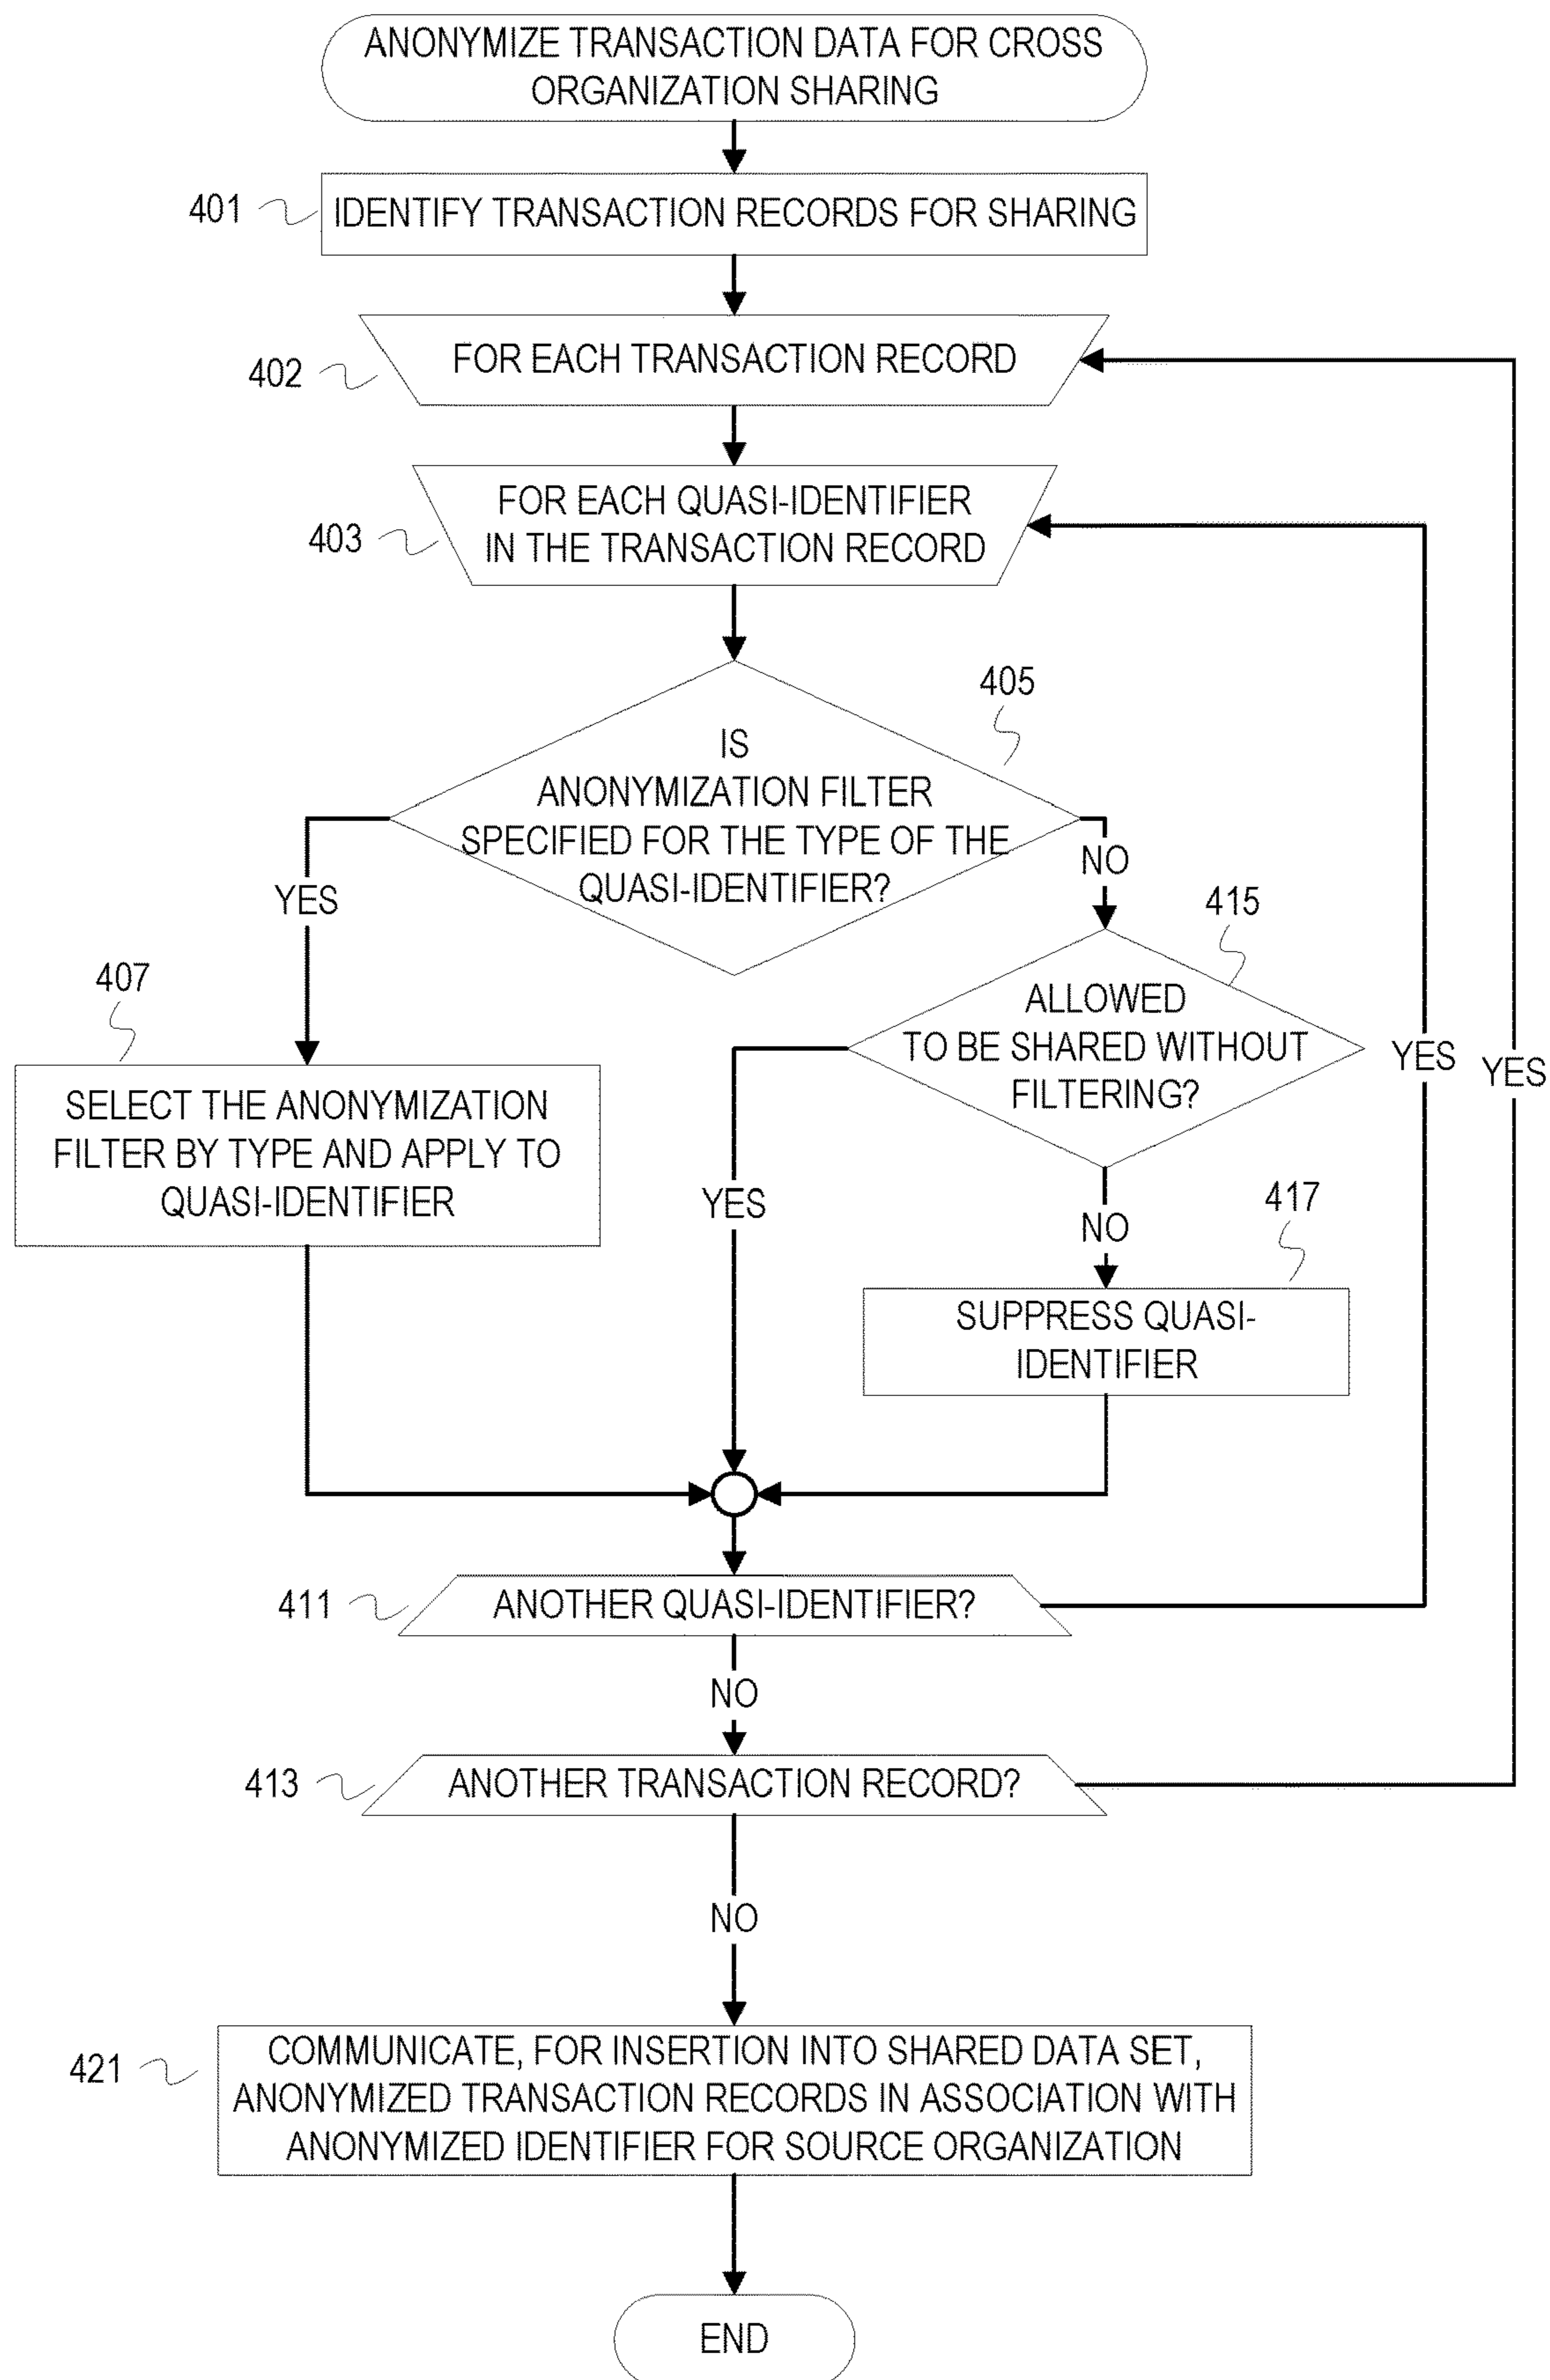 ANONYMIZE TRANSACTION DATA FOR CROSS
ORGANIZATION SHARING
401
IDENTIFY TRANSACTION RECORDS FOR SHARING
402
FOR EACH TRANSACTION RECORD
403
FOR EACH QUASI-IDENTIFIER
IN THE TRANSACTION RECORD
405
IS
ANONYMIZATION FILTER
SPECIFIED FOR THE TYPE OF THE
QUASI-IDENTIFIER?
YES
NO
415
ALLOWED
TO BE SHARED WITHOUT
FILTERING?
407
SELECT THE ANONYMIZATION
FILTER BY TYPE AND APPLY TO
QUASI-IDENTIFIER
YES
NO
YES
YES
417
SUPPRESS QUASI-
IDENTIFIER
411
ANOTHER QUASI-IDENTIFIER?
NO
413
ANOTHER TRANSACTION RECORD?
NO
421
COMMUNICATE, FOR INSERTION INTO SHARED DATA SET,
ANONYMIZED TRANSACTION RECORDS IN ASSOCIATION WITH
ANONYMIZED IDENTIFIER FOR SOURCE ORGANIZATION
END